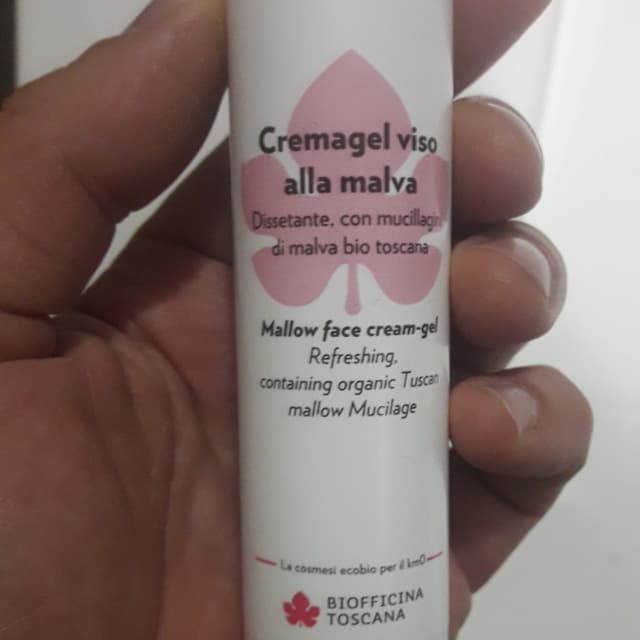 Cremagel viso
alla malva
Dissetante, con mucillagini
di malva bio toscana
Mallow face cream-gel
Refreshing,
containing organic Tuscan
mallow Mucilage
La cosmesi ecobio per il km0
BIOFFICINA
TOSCANA